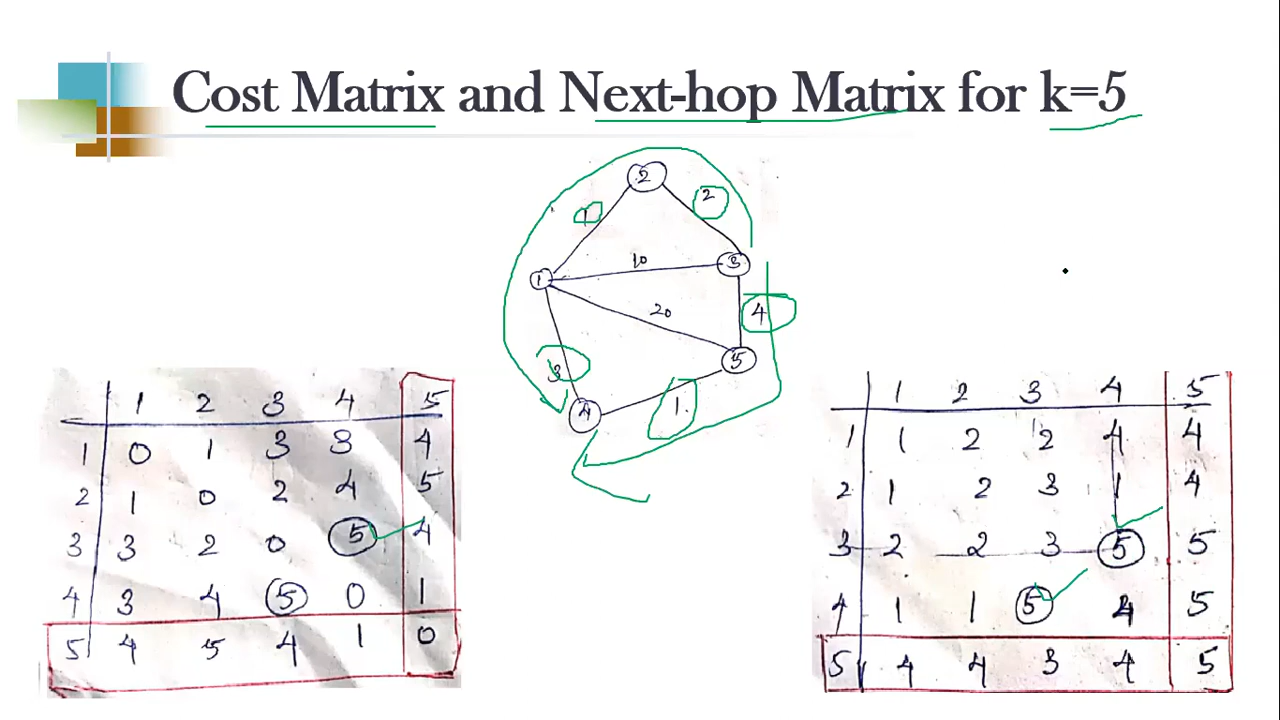 Cost Matrix and Next-hop Matrix for k=5
2
1
2
10
3
1
20
4
5
3
4
1
1 2 3 4 5
1 0 1 3 3 4
2 1 0 2 4 5
3 3 2 0 5 4
4 3 4 5 0 1
5 4 5 4 1 0
1 2 3 4 5
1 1 2 2 4 4
2 1 2 3 1 4
3 2 2 3 5 5
4 1 1 5 4 5
5 4 4 3 4 5